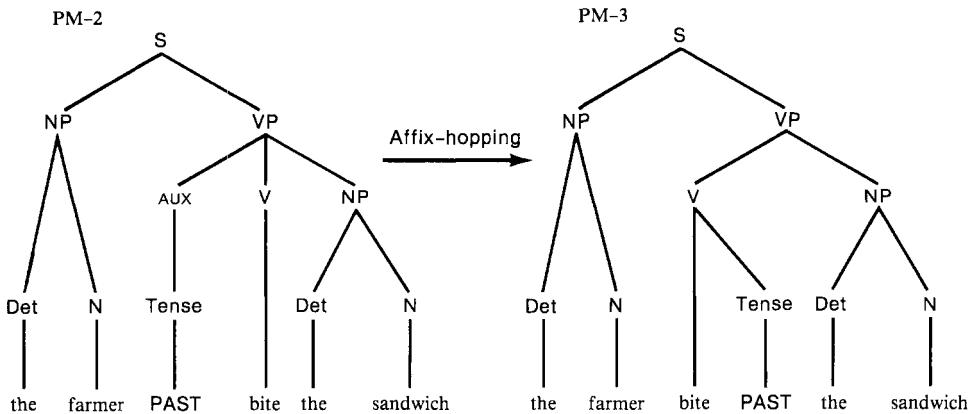 PM-2 PM-3
S S
NP VP Affix-hopping NP VP
AUX V NP V NP
Det N Tense Det N Det N Tense Det N
the farmer PAST bite the sandwich the farmer bite PAST the sandwich